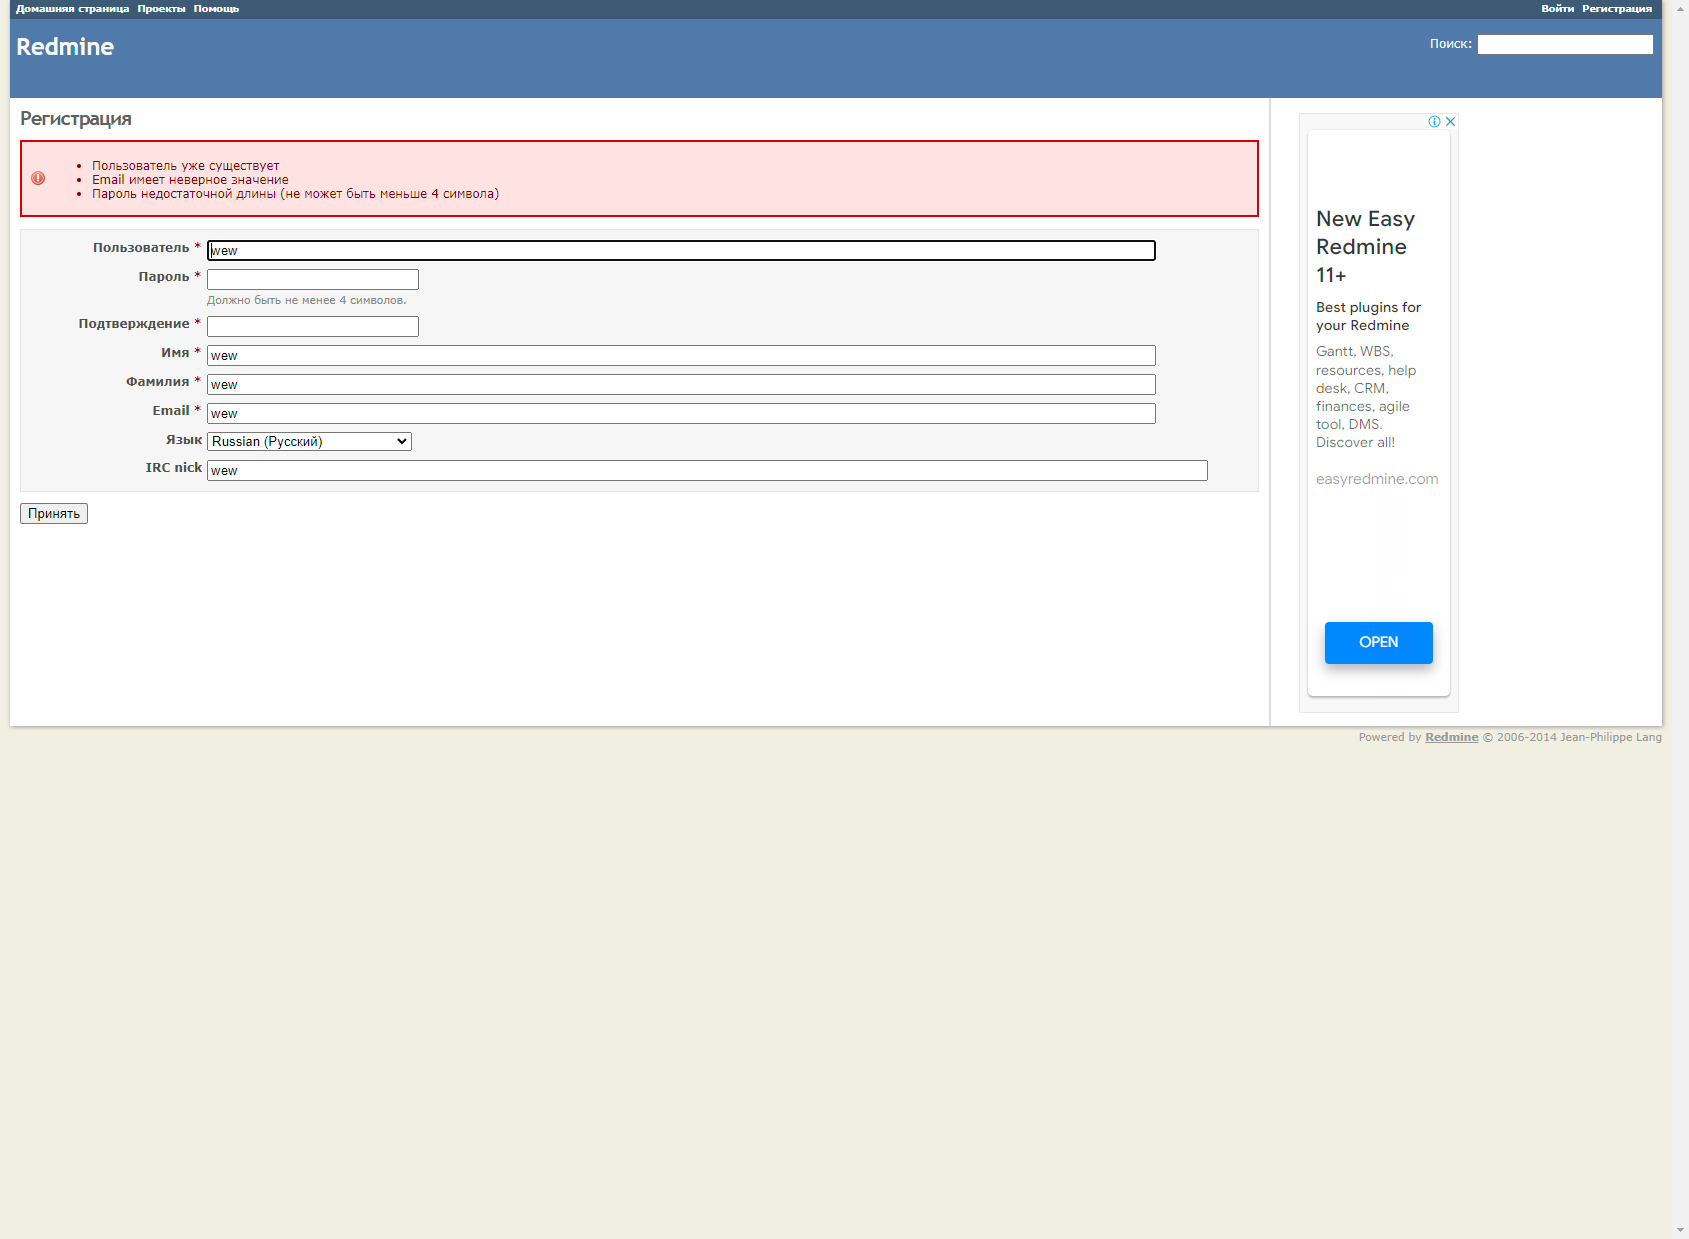 Домашняя страница Проекты Помощь
Войти Регистрация
Redmine
Поиск:
Регистрация
Пользователь уже существует
Email имеет неверное значение
Пароль недостаточной длины (не может быть меньше 4 символа)
Пользователь * wew
Пароль *
Должно быть не менее 4 символов.
Подтверждение *
Имя * wew
Фамилия * wew
Email * wew
Язык Russian (Русский)
IRC nick wew
Принять
New Easy
Redmine
11+
Best plugins for
your Redmine
Gantt, WBS,
resources, help
desk, CRM,
finances, agile
tool, DMS.
Discover all!
easyredmine.com
OPEN
Powered by Redmine © 2006-2014 Jean-Philippe Lang